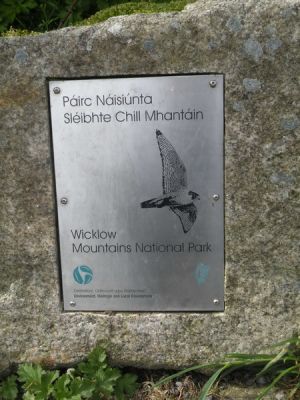 Páirc Náisiúnta
Sléibhte Chill Mhantáin
Wicklow
Mountains National Park
Environment, Heritage and Local Government